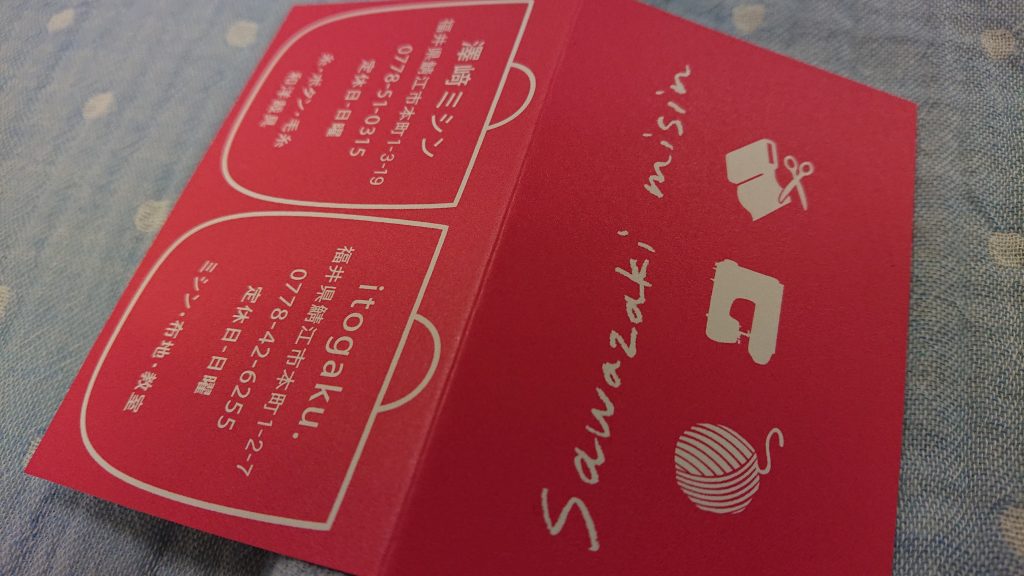 Sawazaki misin
澤崎ミシン
福井県鯖江市本町1-3-19
0778-51-0315
定休日-日曜
糸・ボタン・毛糸
和洋裁具
itogaku.
福井県鯖江市本町1-2-7
0778-42-6255
定休日-日曜
ミシン・布地・教室